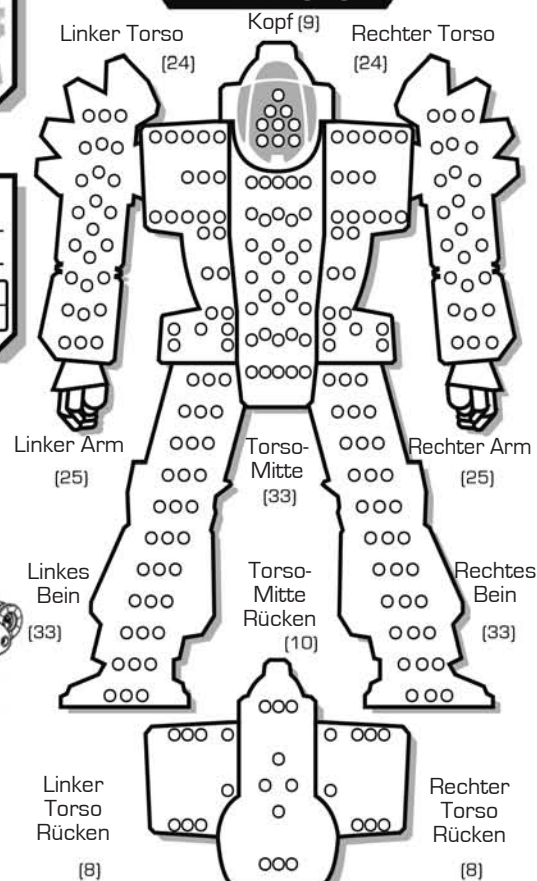 Kopf (9)
Linker Torso
(24)
Rechter Torso
(24)
Linker Arm
(25)
Torso-
Mitte
(33)
Rechter Arm
(25)
Linkes
Bein
(33)
Torso-
Mitte
Rücken
(10)
Rechtes
Bein
(33)
Linker
Torso
Rücken
(8)
Rechter
Torso
Rücken
(8)